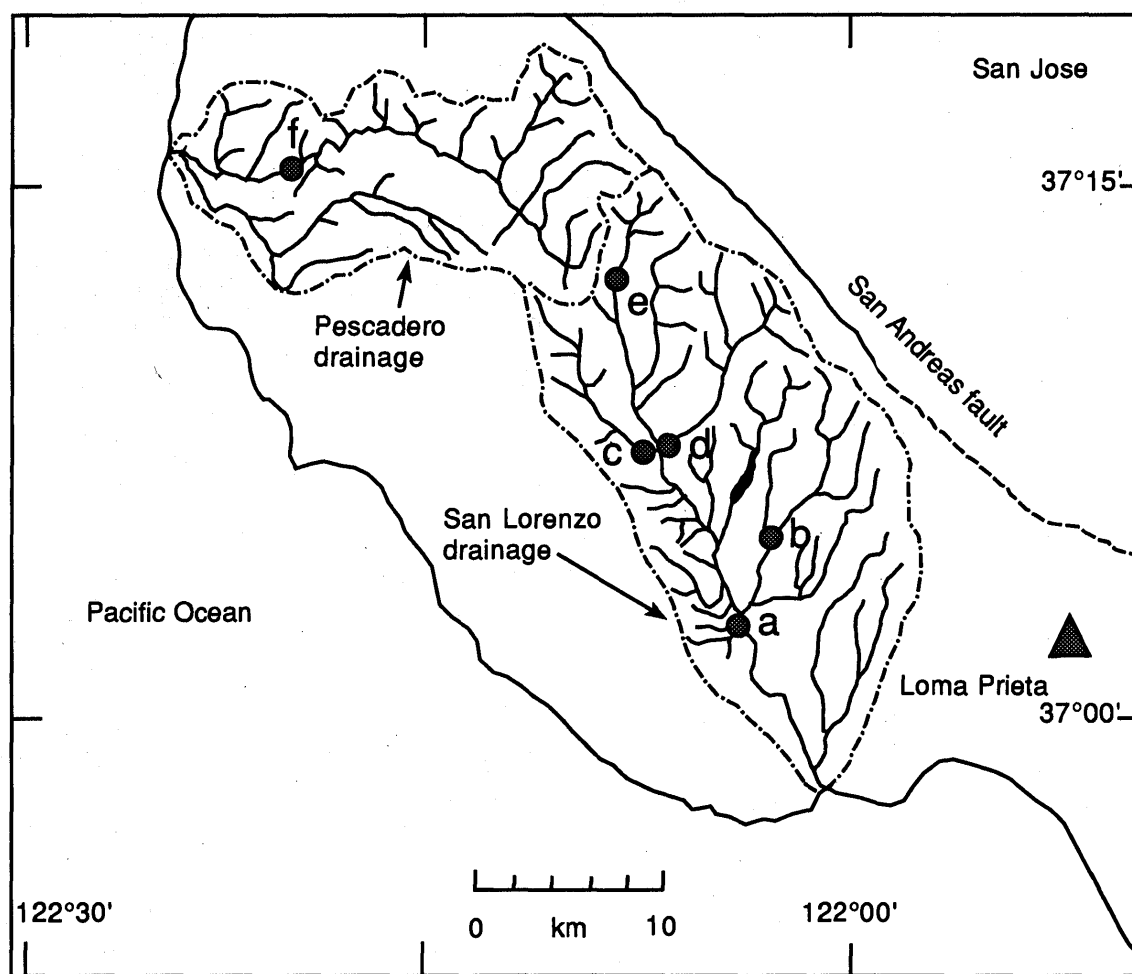 San Jose
f
37°15'
e
San Andreas fault
Pescadero
drainage
c
d
San Lorenzo
drainage
b
Pacific Ocean
a
Loma Prieta
37°00'
122°30'
0 km 10
122°00'